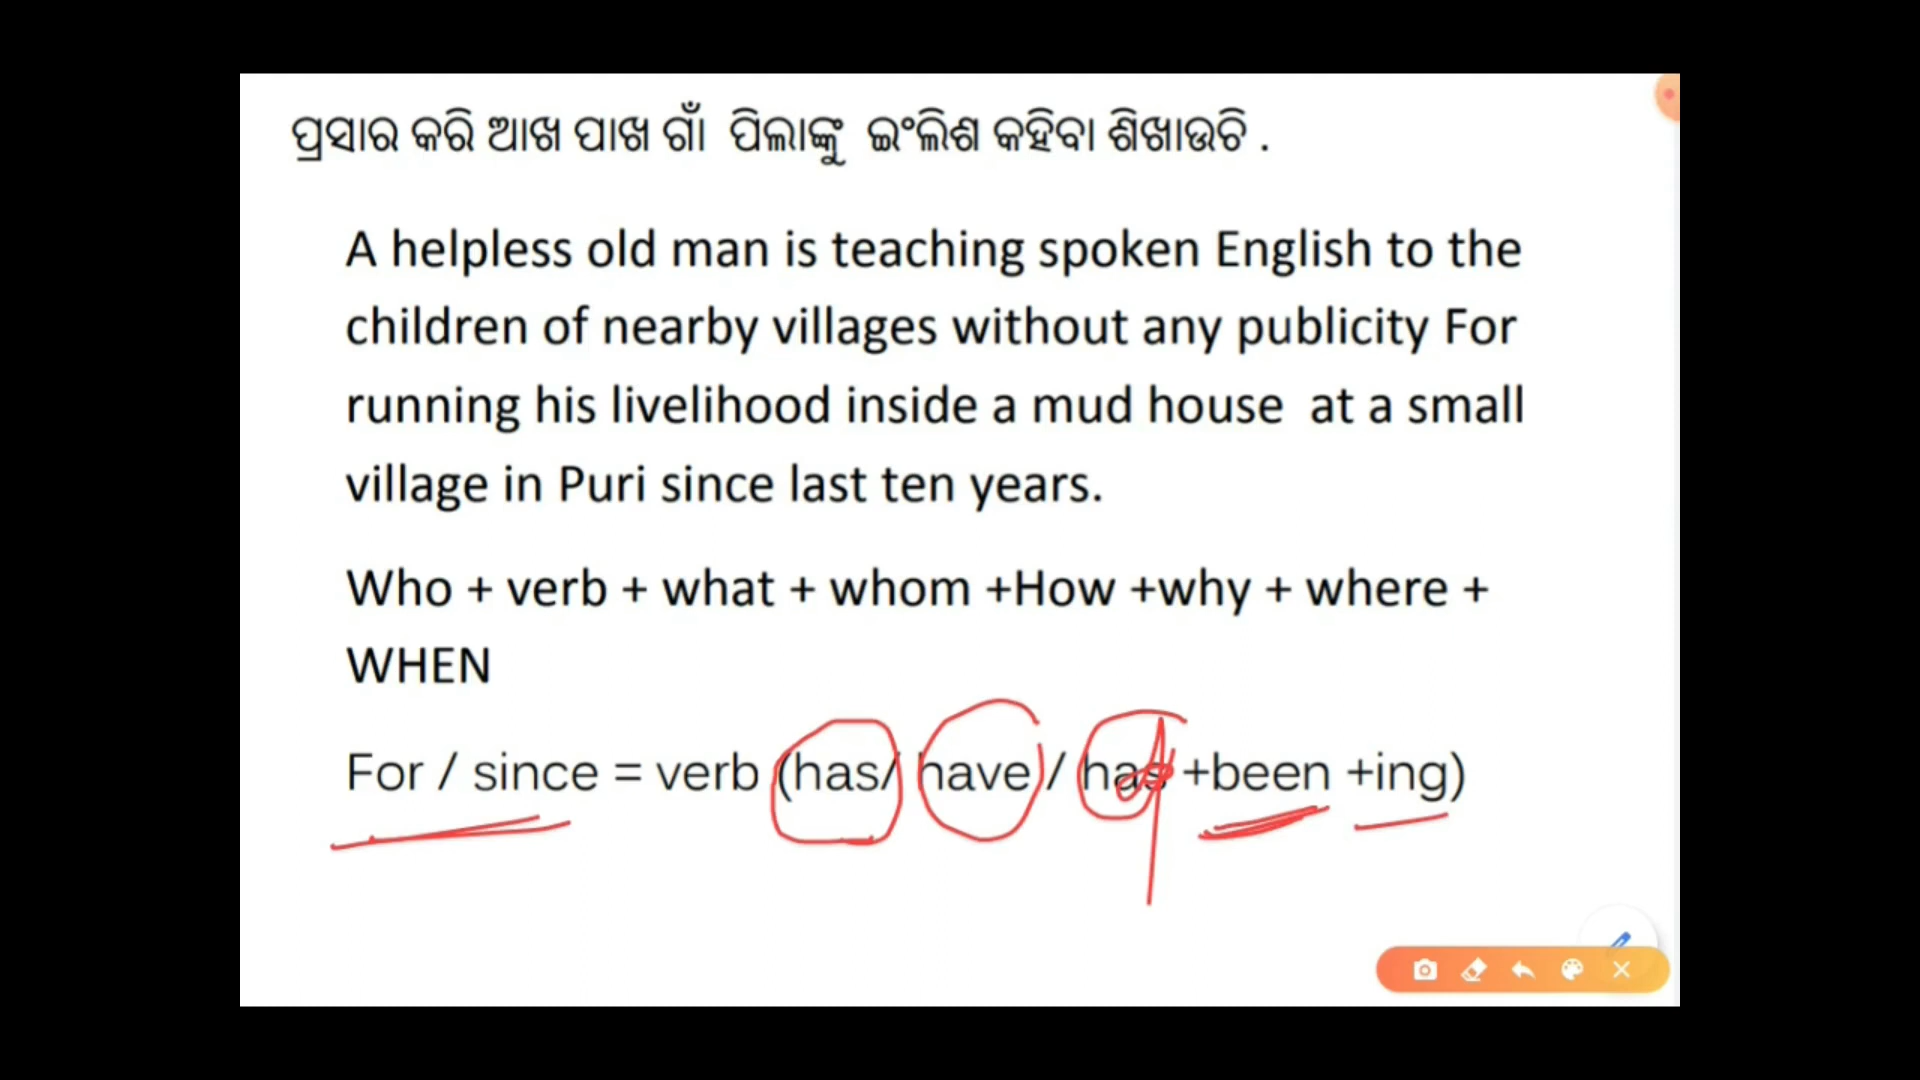 ପ୍ରସାର କରି ଆଖ ପାଖ ଗାଁ ପିଲାଙ୍କୁ ଇଂଲିଶ କହିବା ଶିଖାଉଚି .
A helpless old man is teaching spoken English to the
children of nearby villages without any publicity For
running his livelihood inside a mud house at a small
village in Puri since last ten years.
Who + verb + what + whom +How +why + where +
WHEN
For / since = verb (has/ have / has +been +ing)